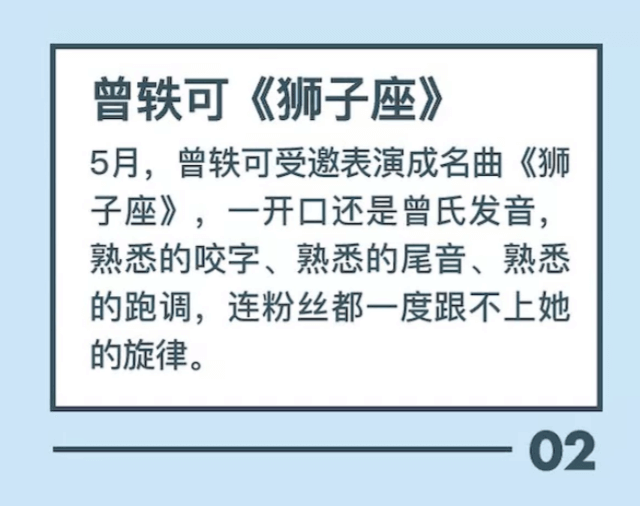 曾轶可《狮子座》
5月，曾轶可受邀表演成名曲《狮
子座》，一开口还是曾氏发音，
熟悉的咬字、熟悉的尾音、熟悉
的跑调，连粉丝都一度跟不上她
的旋律。
02